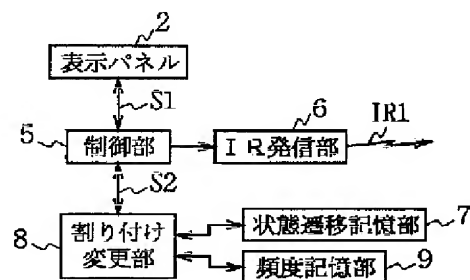 2
表示パネル
S1
6
IR1
5
制御部
IR発信部
S2
7
状態遷移記憶部
8
割り付け
変更部
頻度記憶部
9